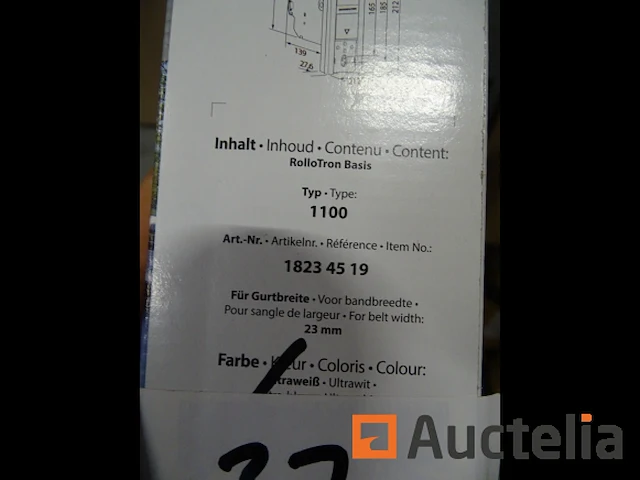 165
185
212
139
27,6
Inhalt • Inhoud • Contenu • Content:
RolloTron Basis
Typ • Type:
1100
Art.-Nr. • Artikelnr. • Référence • Item No.:
1823 45 19
Für Gurtbreite • Voor bandbreedte •
Pour sangle de largeur • For belt width:
23 mm
Farbe • Kleur • Coloris • Colour:
Ultraweiß • Ultrawit •
Auctelia